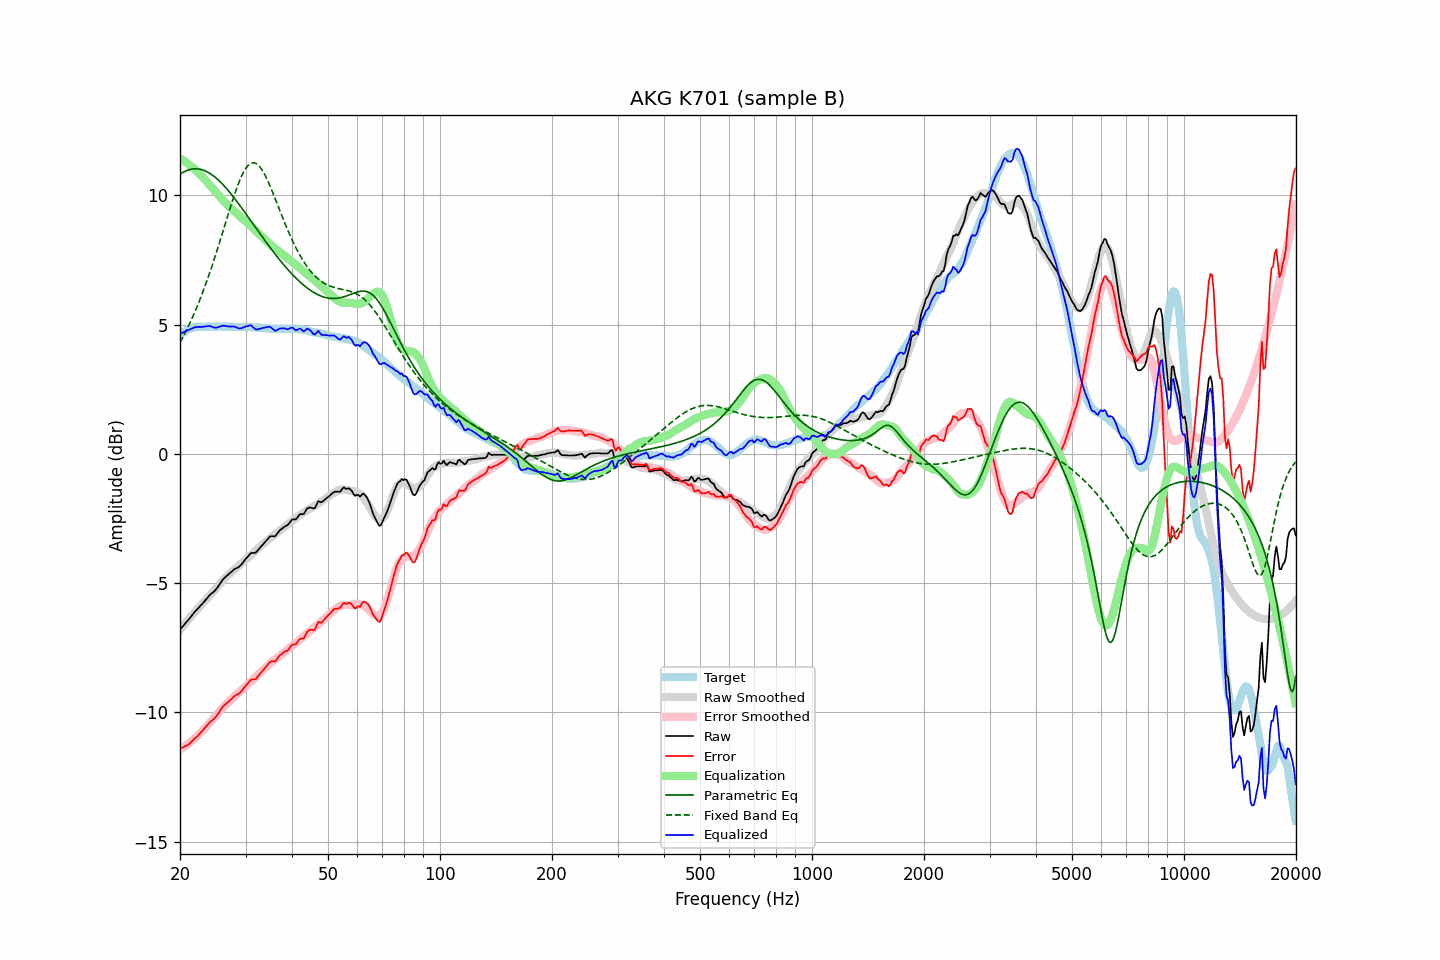 AKG K701 (sample B)
Amplitude (dBr)
10
5
0
−5
−10
−15
Target
Raw Smoothed
Error Smoothed
Raw
Error
Equalization
Parametric Eq
Fixed Band Eq
Equalized
20 50 100 200 500 1000 2000 5000 10000 20000
Frequency (Hz)